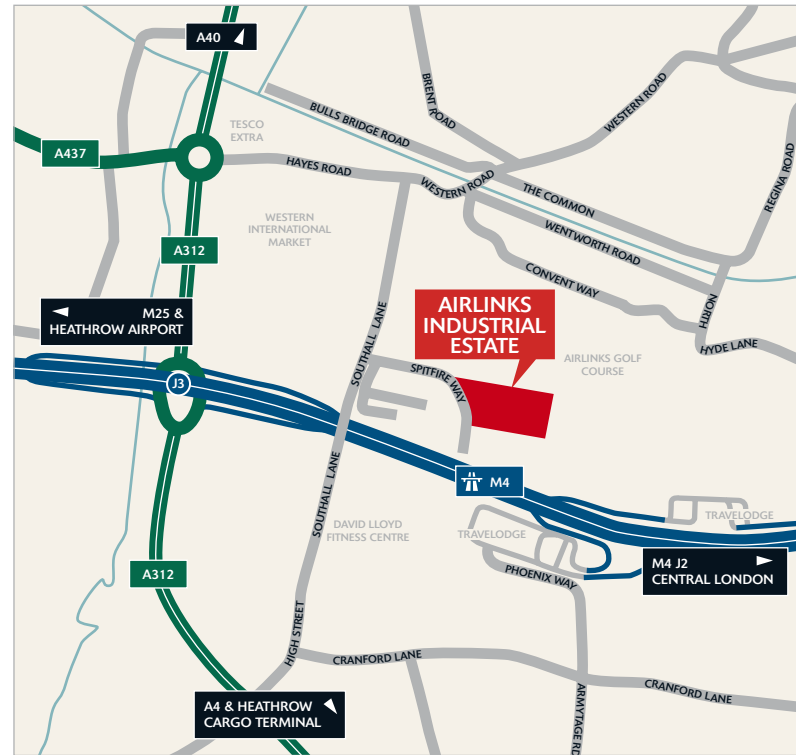 A40
BRENT ROAD
WESTERN ROAD
BULLS BRIDGE ROAD
TESCO
EXTRA
A437
HAYES ROAD
WESTERN ROAD
THE COMMON
REGINA ROAD
WESTERN
INTERNATIONAL
MARKET
WENTWORTH ROAD
A312
CONVENT WAY
M25 &
HEATHROW AIRPORT
SOUTHALL LANE
AIRLINKS
INDUSTRIAL
ESTATE
NORTH
HYDE LANE
AIRLINKS GOLF
COURSE
SPITFIRE WAY
J3
SOUTHALL LANE
M4
DAVID LLOYD
FITNESS CENTRE
TRAVELODGE
TRAVELODGE
M4 J2
CENTRAL LONDON
A312
PHOENIX WAY
HIGH STREET
CRANFORD LANE
CRANFORD LANE
ARMYTAGE RD
A4 & HEATHROW
CARGO TERMINAL